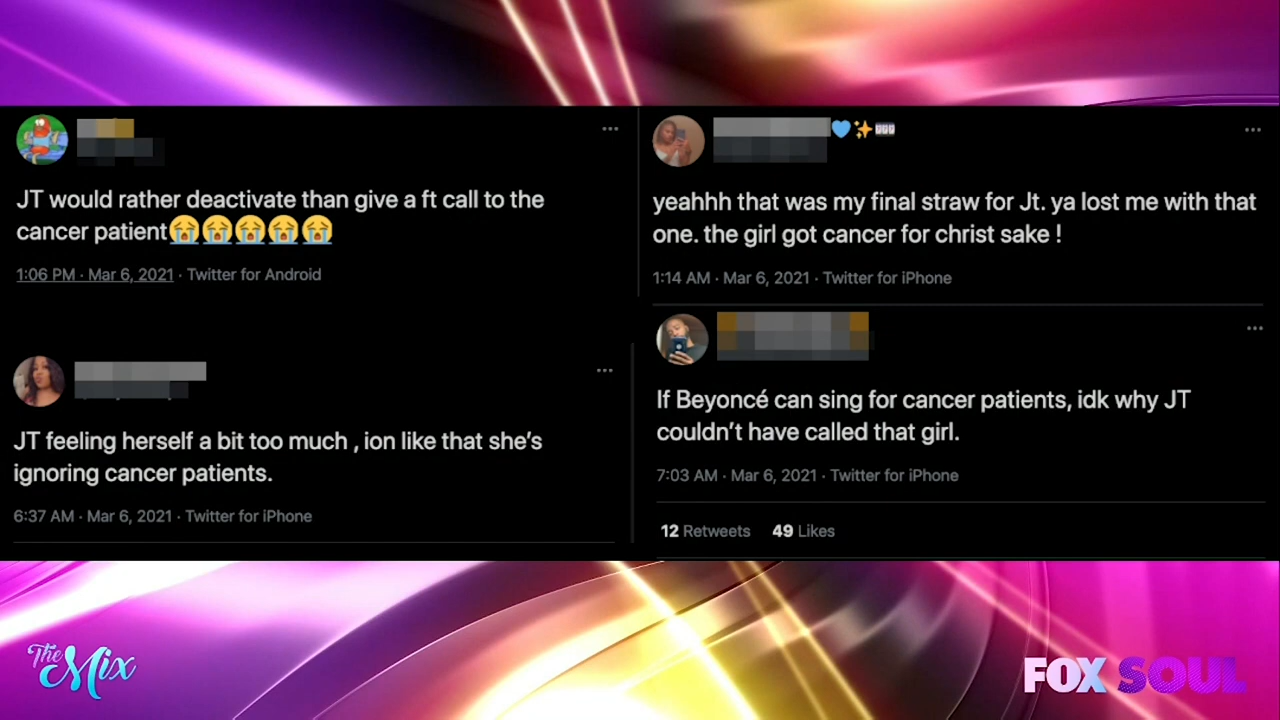 JT would rather deactivate than give a ft call to the
cancer patient😭😭😭😭😭
1:06 PM · Mar 6, 2021 · Twitter for Android
JT feeling herself a bit too much , ion like that she's
ignoring cancer patients.
6:37 AM · Mar 6, 2021 · Twitter for iPhone
yeahhh that was my final straw for Jt. ya lost me with that
one. the girl got cancer for christ sake !
1:14 AM · Mar 6, 2021 · Twitter for iPhone
If Beyoncé can sing for cancer patients, idk why JT
couldn't have called that girl.
7:03 AM · Mar 6, 2021 · Twitter for iPhone
12 Retweets 49 Likes
The Mix
FOX SOUL